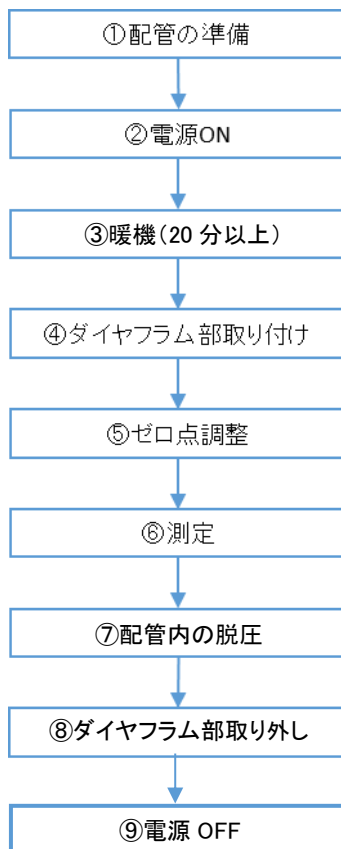 ①配管の準備
②電源ON
③暖機(20 分以上)
④ダイヤフラム部取り付け
⑤ゼロ点調整
⑥測定
⑦配管内の脱圧
⑧ダイヤフラム部取り外し
⑨電源 OFF